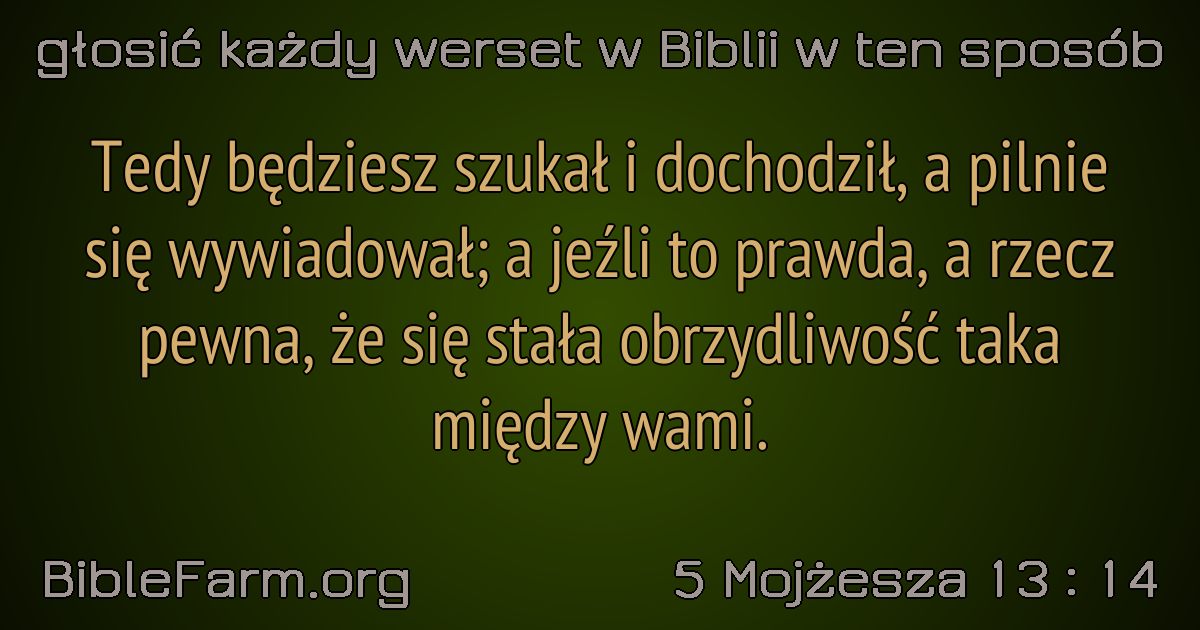 głosić każdy werset w Biblii w ten sposób
Tedy będziesz szukał i dochodził, a pilnie
się wywiadował; a jeźli to prawda, a rzecz
pewna, że się stała obrzydliwość taka
między wami.
BibleFarm.org
5 Mojżesza 13 : 14